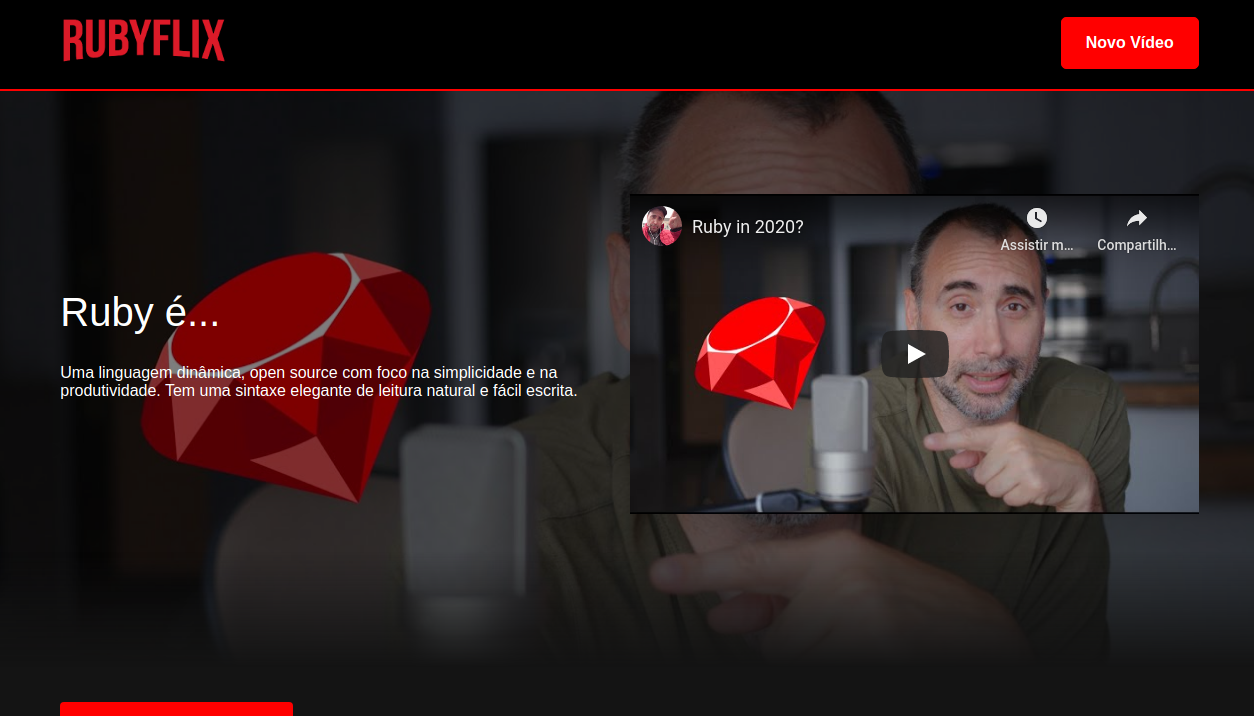 RUBYFLIX
Novo Vídeo
Ruby in 2020?
Assistir m...
Compartilh...
Ruby é...
Uma linguagem dinâmica, open source com foco na simplicidade e na
produtividade. Tem uma sintaxe elegante de leitura natural e fácil escrita.